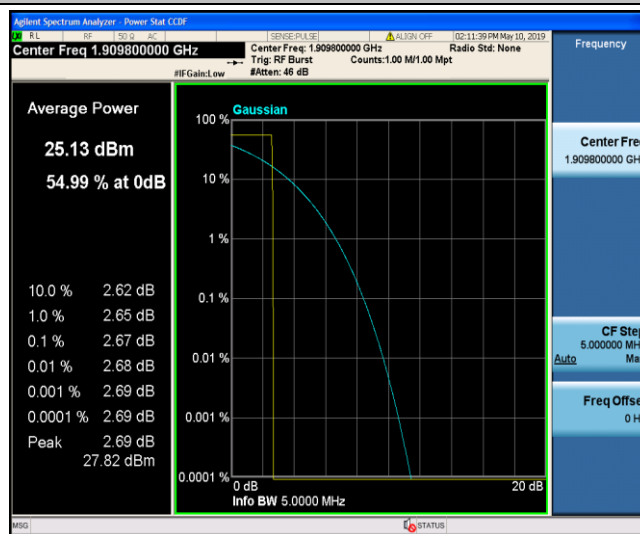 Agilent Spectrum Analyzer - Power Stat CCDF
RL RF 50 Ω AC SENSE:PULSE ALIGN OFF 02:11:39 PM May 10, 2019
Center Freq 1.909800000 GHz
Center Freq: 1.909800000 GHz Radio Std: None
Trig: RF Burst Counts:1.00 M/1.00 Mpt
#IFGain:Low #Atten: 46 dB
Frequency
Average Power
25.13 dBm
54.99 % at 0dB
10.0 % 2.62 dB
1.0 % 2.65 dB
0.1 % 2.67 dB
0.01 % 2.68 dB
0.001 % 2.69 dB
0.0001 % 2.69 dB
Peak 2.69 dB
27.82 dBm
Gaussian
100 %
10 %
1 %
0.1 %
0.01 %
0.001 %
0.0001 %
0 dB 20 dB
Info BW 5.0000 MHz
Center Fre
1.909800000 GH
CF Step
5.000000 MH
Auto Ma
Freq Offse
0 H
MSG STATUS